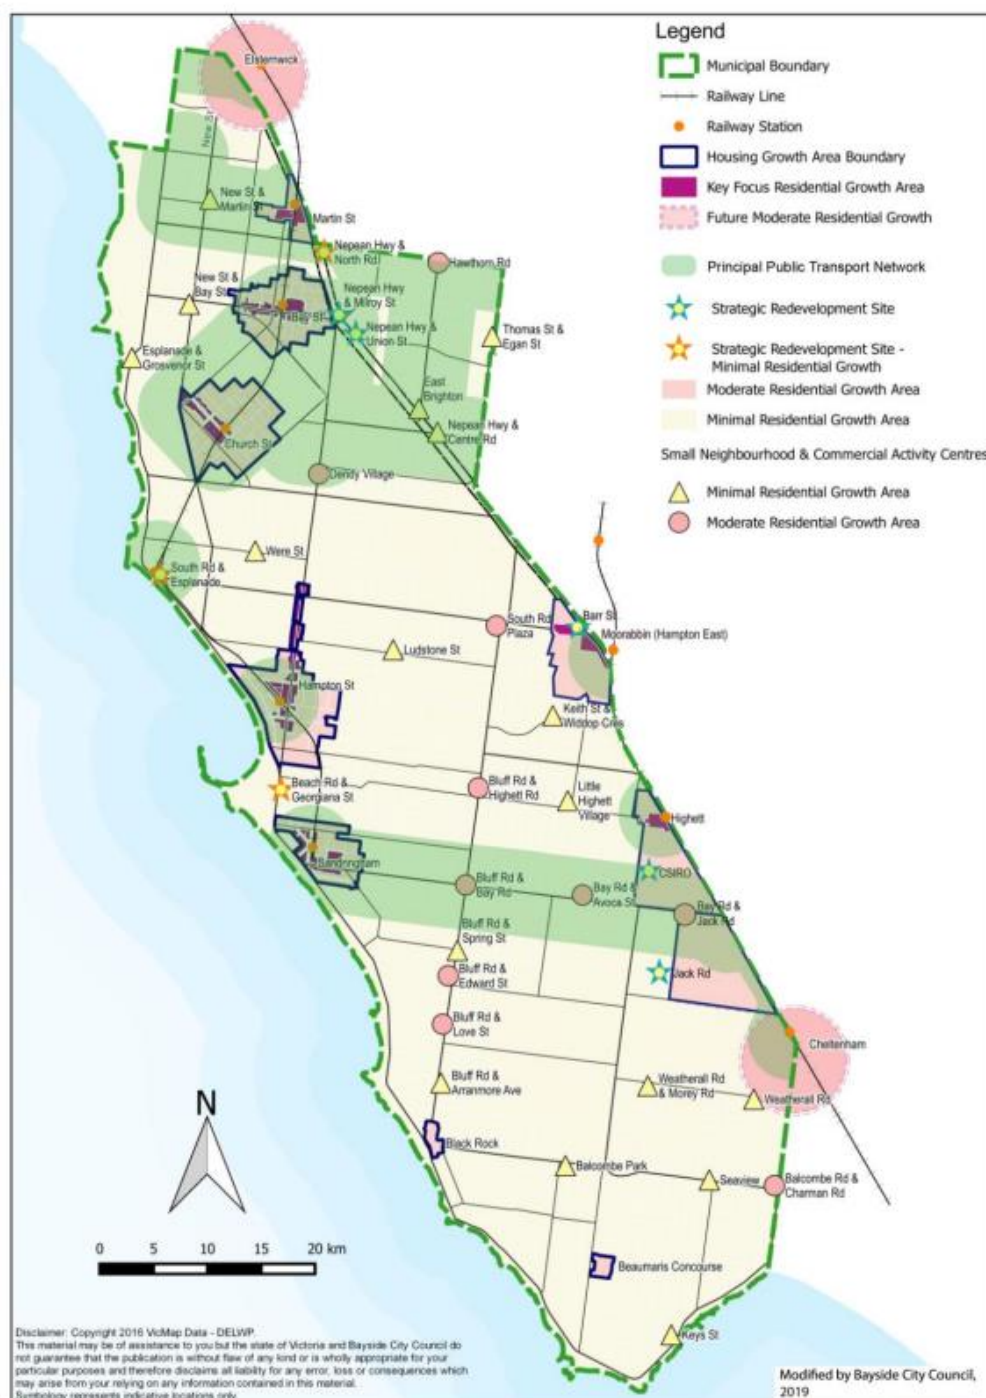 Legend
Municipal Boundary
Railway Line
Railway Station
Housing Growth Area Boundary
Key Focus Residential Growth Area
Future Moderate Residential Growth
Principal Public Transport Network
Strategic Redevelopment Site
Strategic Redevelopment Site -
Minimal Residential Growth
Moderate Residential Growth Area
Minimal Residential Growth Area
Small Neighbourhood & Commercial Activity Centres
Minimal Residential Growth Area
Moderate Residential Growth Area
Elsternwick
New St
New St &
Martin St
Martin St
Nepean Hwy &
North Rd
Hawthorn Rd
New St &
Bay St
Bay St
Nepean Hwy
& Milroy St
Nepean Hwy &
Union St
Thomas St &
Egan St
Esplanade &
Grosvenor St
East
Brighton
Nepean Hwy &
Centre Rd
Church St
Dendy Village
Were St
South Rd &
Esplanade
South Rd
Plaza
Barr St
Moorabbin (Hampton East)
Ludstone St
Hampton St
Keith St &
Widdop Cres
Beach Rd &
Georgiana St
Bluff Rd &
Highett Rd
Little
Highett
Village
Highett
Sandringham
CSIRO
Bluff Rd &
Bay Rd
Bay Rd &
Avoca St
Bay Rd &
Jack Rd
Bluff Rd &
Spring St
Bluff Rd &
Edward St
Jack Rd
Bluff Rd &
Love St
Cheltenham
Bluff Rd &
Arranmore Ave
Weatherall Rd
& Morey Rd
Weatherall Rd
Black Rock
Balcombe Park
Seaview
Balcombe Rd &
Charman Rd
Beaumaris Concourse
Keys St
N
0 5 10 15 20 km
Disclaimer: Copyright 2016 VicMap Data - DELWP.
This material may be of assistance to you but the state of Victoria and Bayside City Council do
not guarantee that the publication is without flaw of any kind or is wholly appropriate for your
particular purposes and therefore disclaims all liability for any error, loss or consequences which
may arise from your relying on any information contained in this material.
Symbology represents indicative locations only.
Modified by Bayside City Council,
2019